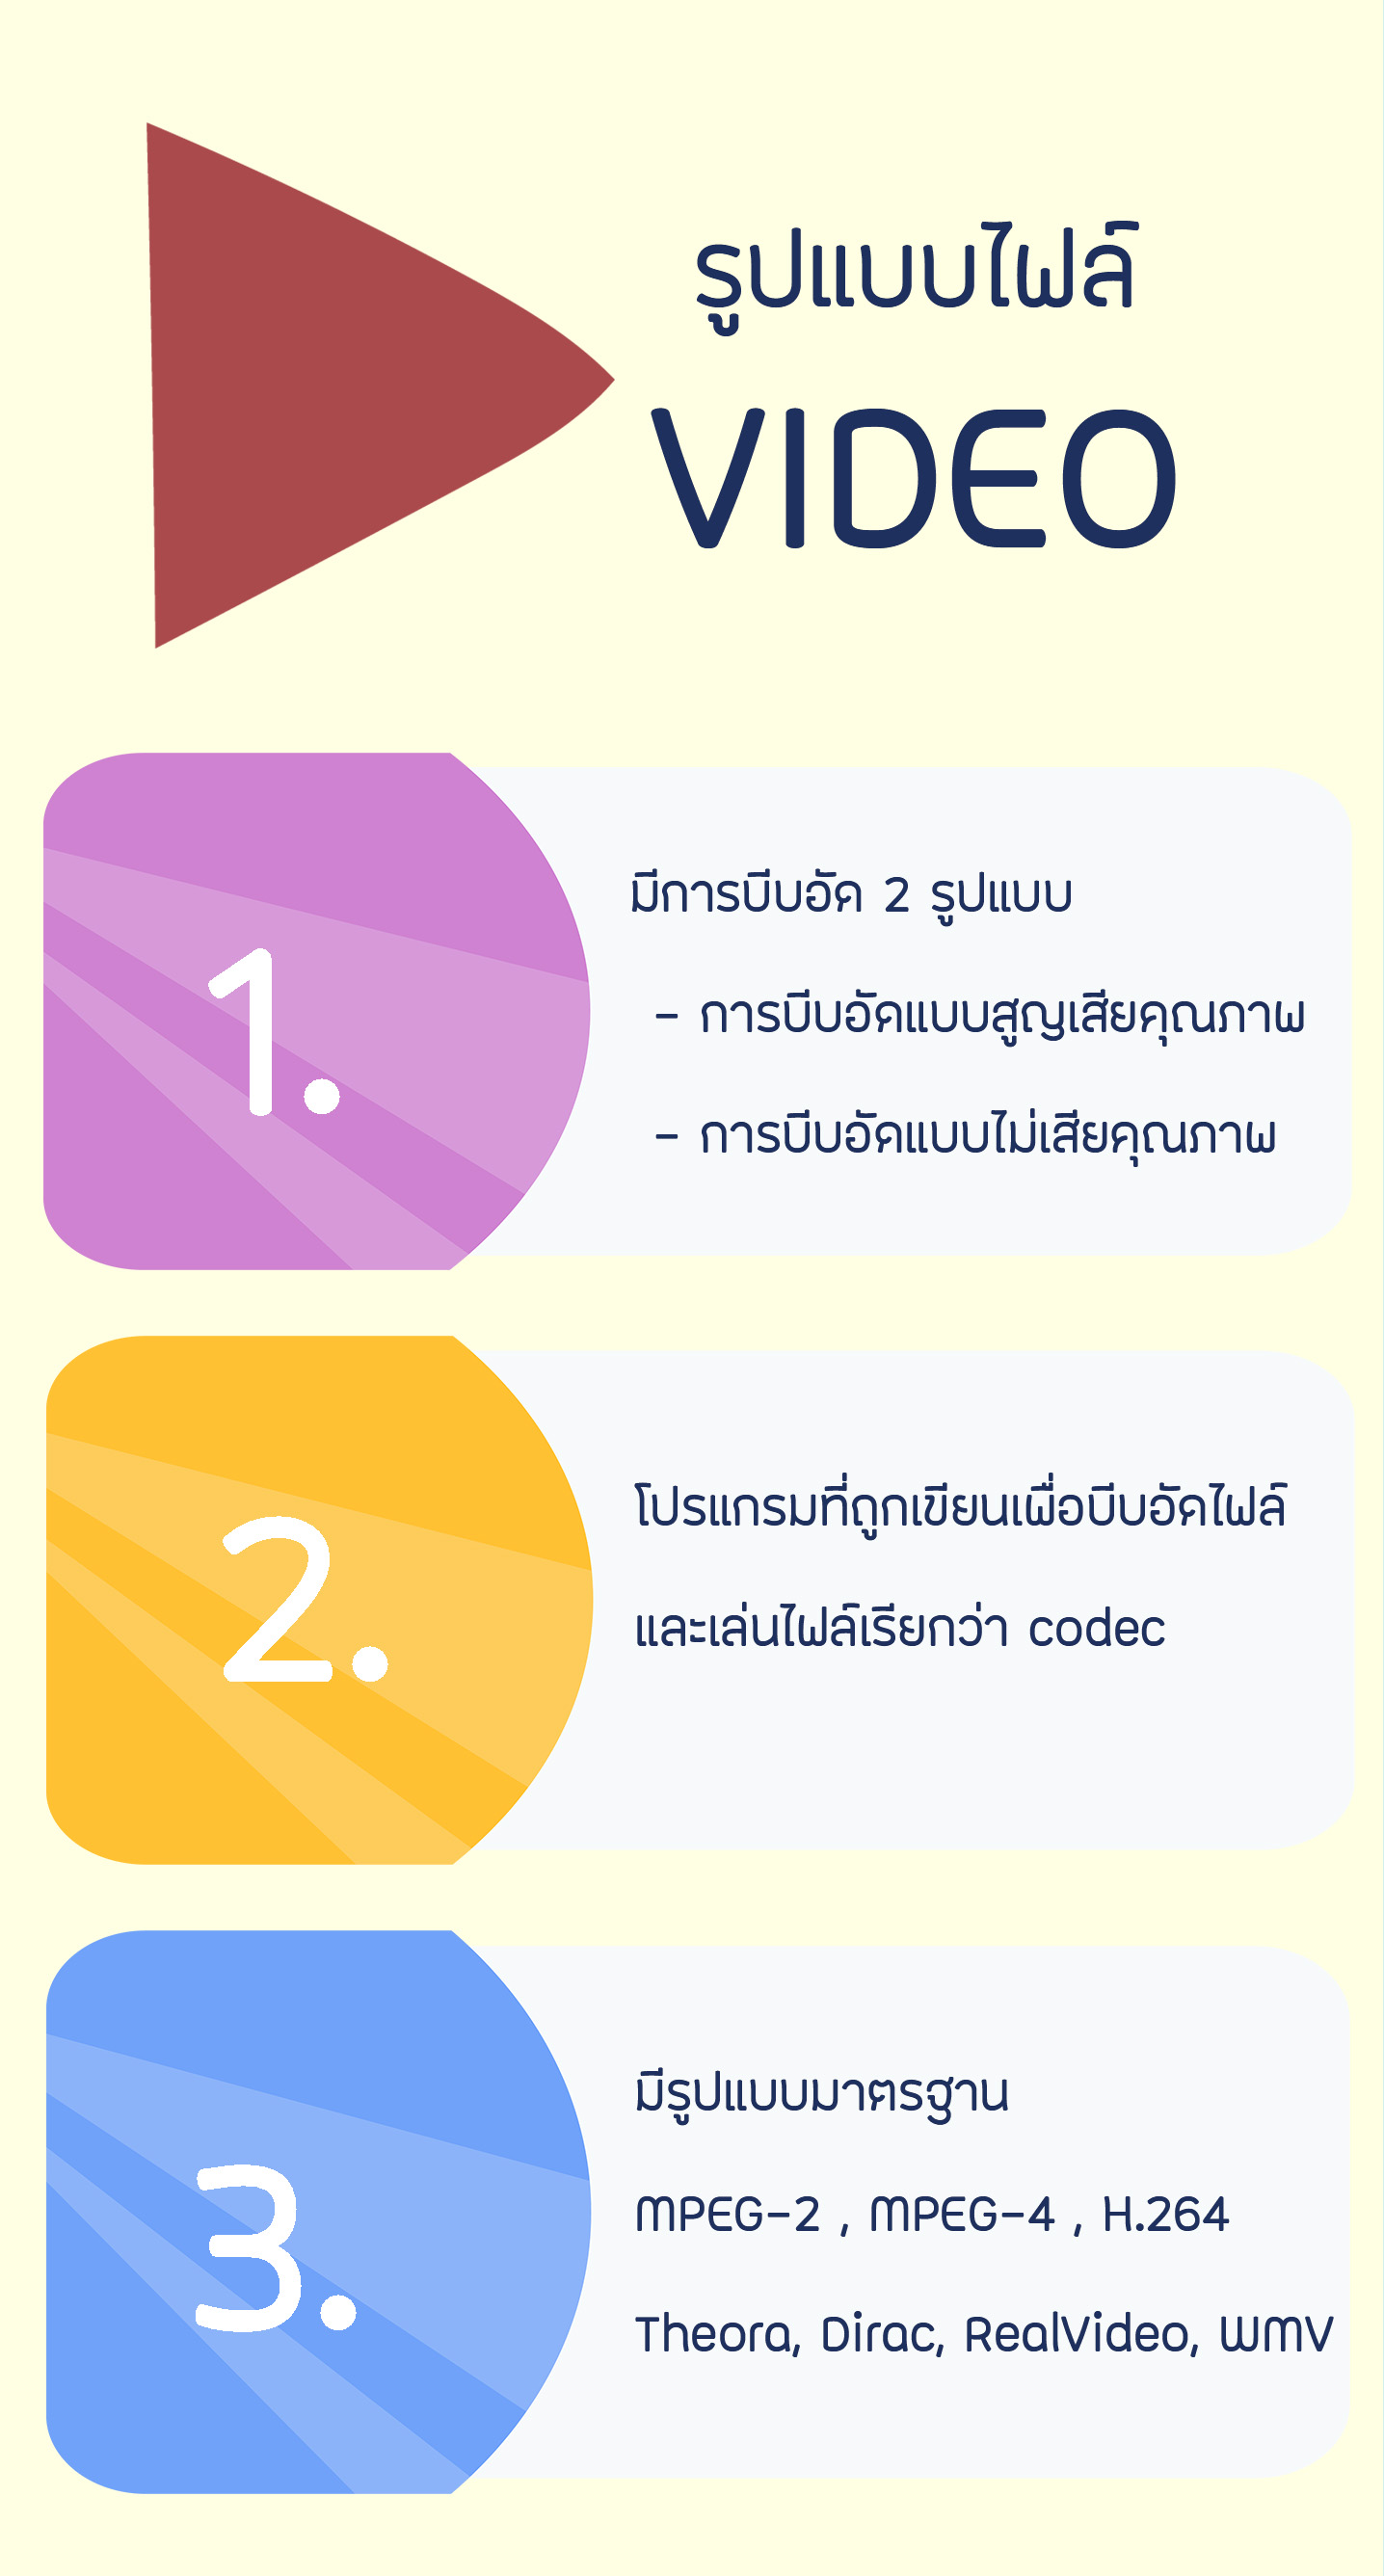 รูปแบบไฟล์
VIDEO
1.
มีการบีบอัด 2 รูปแบบ
- การบีบอัดแบบสูญเสียคุณภาพ
- การบีบอัดแบบไม่เสียคุณภาพ
2.
โปรแกรมที่ถูกเขียนเพื่อบีบอัดไฟล์
และเล่นไฟล์เรียกว่า codec
3.
มีรูปแบบมาตรฐาน
MPEG-2 , MPEG-4 , H.264
Theora, Dirac, RealVideo, WMV